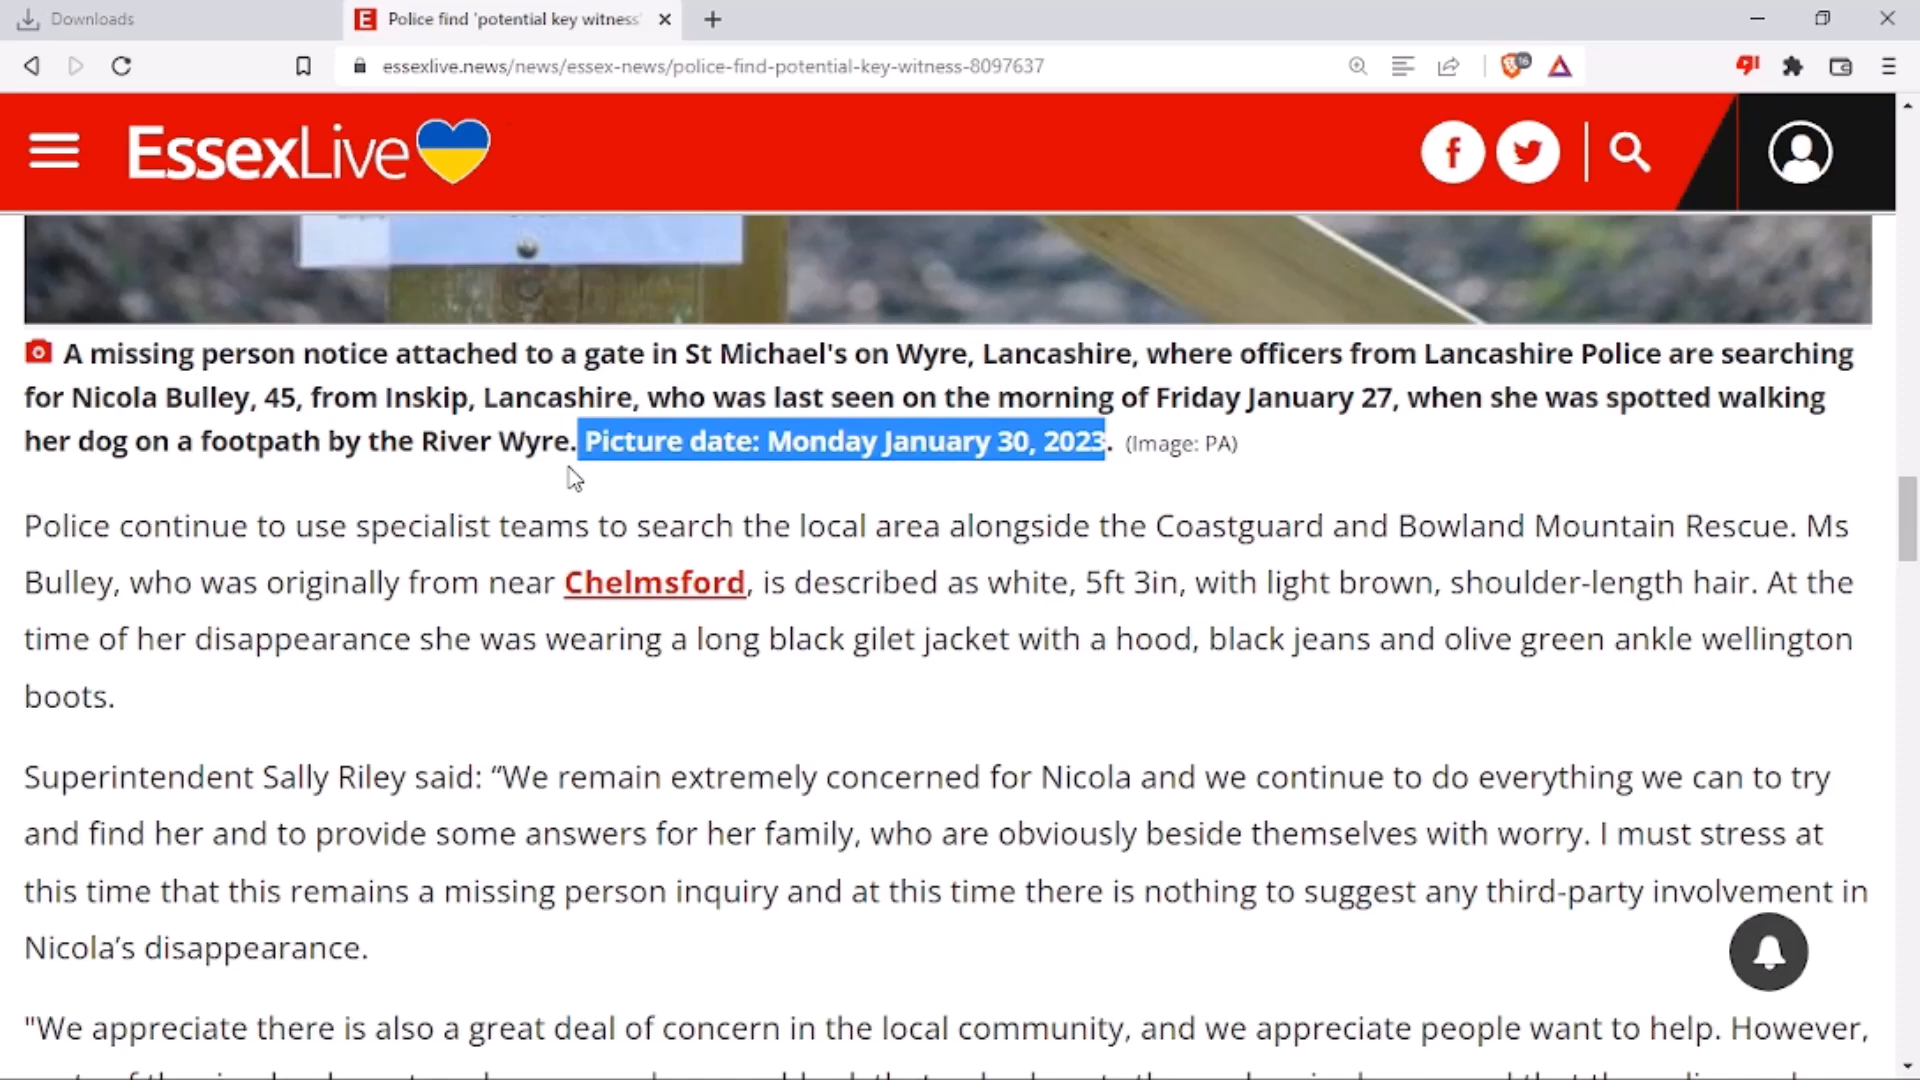 Downloads
E Police find 'potential key witness'
essexlive.news/news/essex-news/police-find-potential-key-witness-8097637
16
EssexLive
A missing person notice attached to a gate in St Michael's on Wyre, Lancashire, where officers from Lancashire Police are searching
for Nicola Bulley, 45, from Inskip, Lancashire, who was last seen on the morning of Friday January 27, when she was spotted walking
her dog on a footpath by the River Wyre. Picture date: Monday January 30, 2023. (Image: PA)
Police continue to use specialist teams to search the local area alongside the Coastguard and Bowland Mountain Rescue. Ms
Bulley, who was originally from near Chelmsford, is described as white, 5ft 3in, with light brown, shoulder-length hair. At the
time of her disappearance she was wearing a long black gilet jacket with a hood, black jeans and olive green ankle wellington
boots.
Superintendent Sally Riley said: “We remain extremely concerned for Nicola and we continue to do everything we can to try
and find her and to provide some answers for her family, who are obviously beside themselves with worry. I must stress at
this time that this remains a missing person inquiry and at this time there is nothing to suggest any third-party involvement in
Nicola’s disappearance.
"We appreciate there is also a great deal of concern in the local community, and we appreciate people want to help. However,